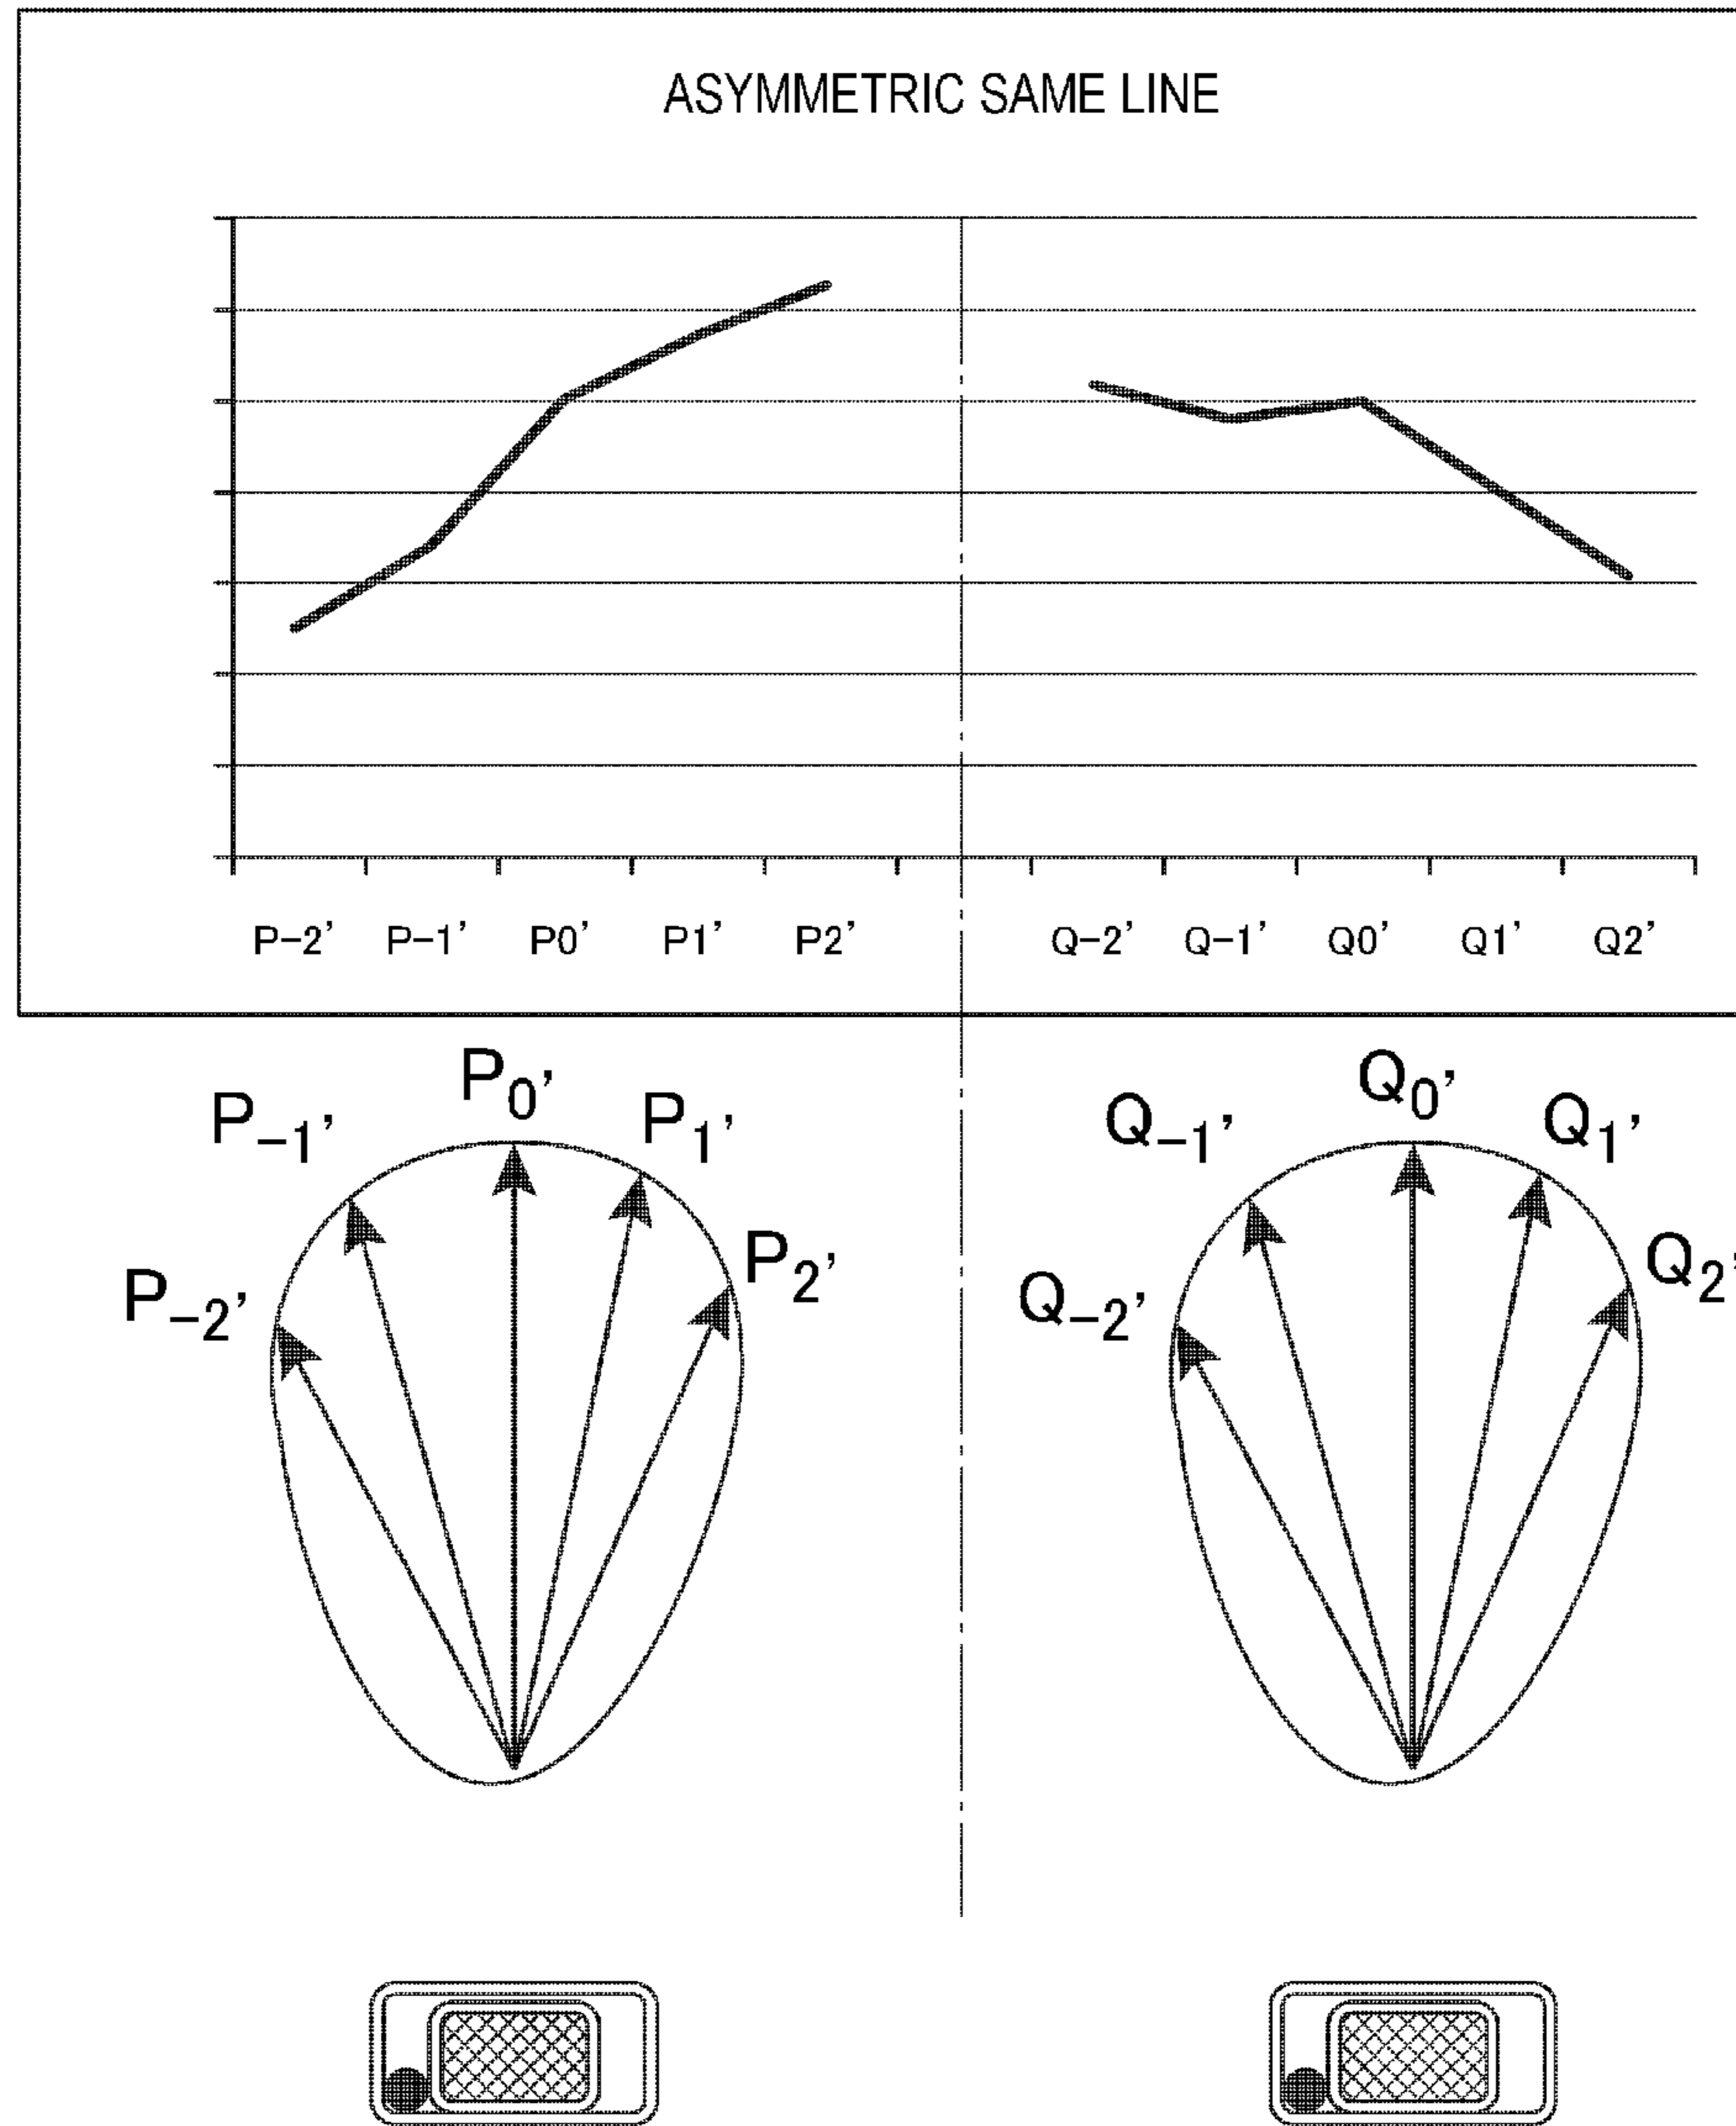 ASYMMETRIC SAME LINE
P-2' P-1' P0' P1' P2' Q-2' Q-1' Q0' Q1' Q2'
P0' Q0'
P-1' P1' Q-1' Q1'
P2' Q2'
P-2' Q-2'